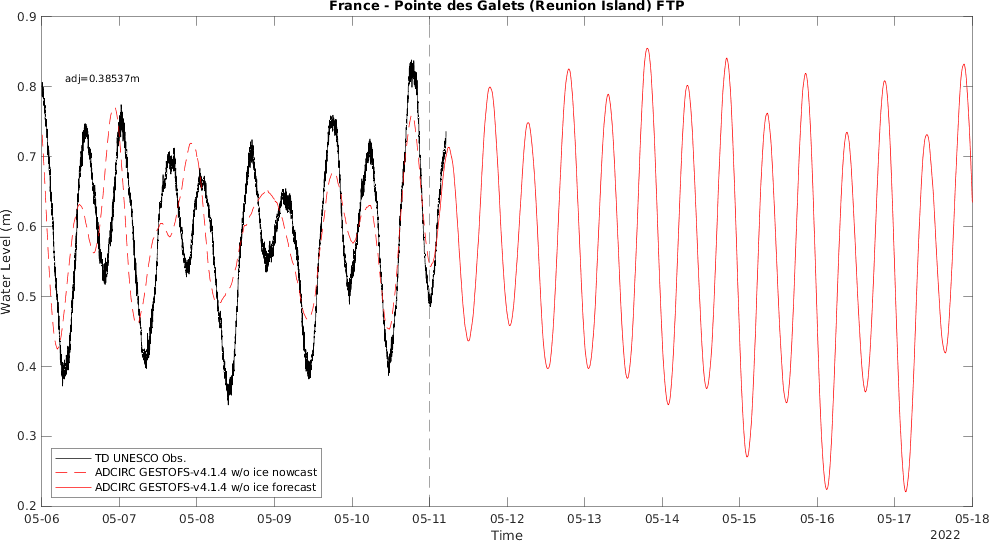 France - Pointe des Galets (Reunion Island) FTP
0.9
0.8
0.7
0.6
0.5
0.4
0.3
0.2
Water Level (m)
adj=0.38537m
TD UNESCO Obs.
ADCIRC GESTOFS-v4.1.4 w/o ice nowcast
ADCIRC GESTOFS-v4.1.4 w/o ice forecast
05-06 05-07 05-08 05-09 05-10 05-11 05-12 05-13 05-14 05-15 05-16 05-17 05-18
Time
2022